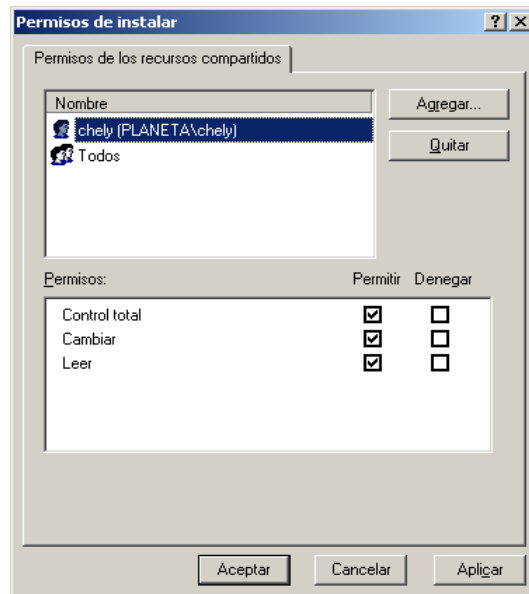 Permisos de instalar
Permisos de los recursos compartidos
Nombre
chely (PLANETA\chely)
Todos
Agregar...
Quitar
Permisos:
Permitir Denegar
Control total
Cambiar
Leer
Aceptar
Cancelar
Aplicar